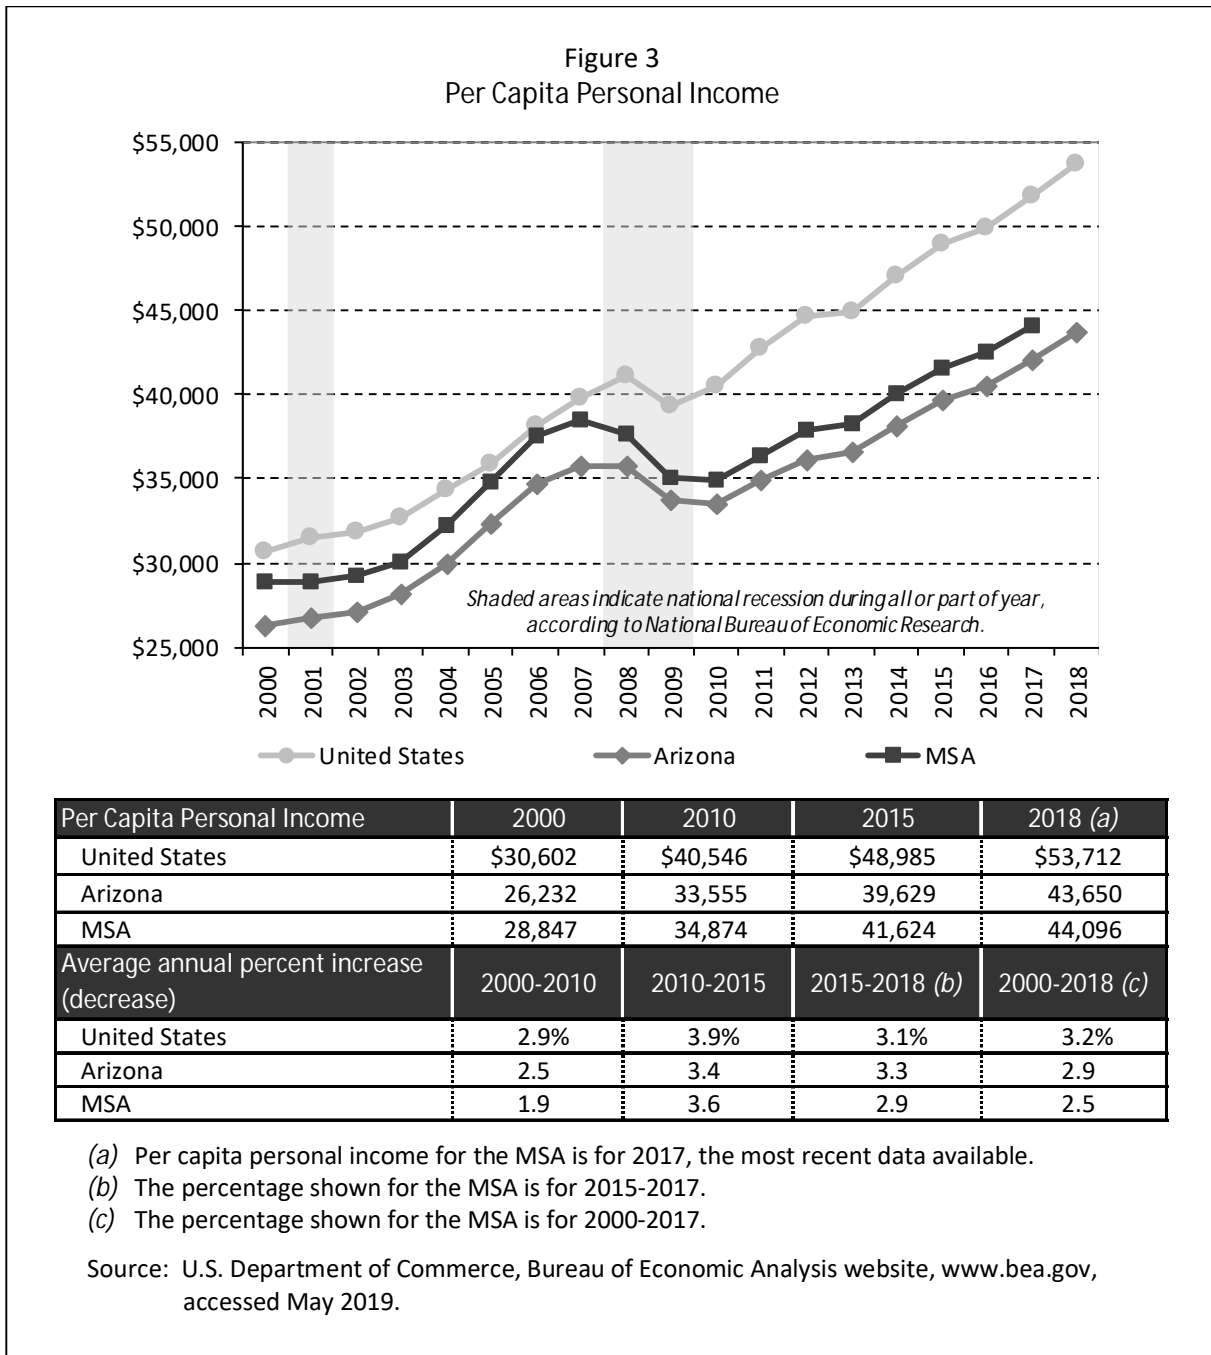 Figure 3
Per Capita Personal Income
$55,000
$50,000
$45,000
$40,000
$35,000
$30,000
$25,000
Shaded areas indicate national recession during all or part of year,
according to National Bureau of Economic Research.
2000 2001 2002 2003 2004 2005 2006 2007 2008 2009 2010 2011 2012 2013 2014 2015 2016 2017 2018
United States Arizona MSA
Per Capita Personal Income 2000 2010 2015 2018 (a)
United States $30,602 $40,546 $48,985 $53,712
Arizona 26,232 33,555 39,629 43,650
MSA 28,847 34,874 41,624 44,096
Average annual percent increase
(decrease) 2000-2010 2010-2015 2015-2018 (b) 2000-2018 (c)
United States 2.9% 3.9% 3.1% 3.2%
Arizona 2.5 3.4 3.3 2.9
MSA 1.9 3.6 2.9 2.5
(a) Per capita personal income for the MSA is for 2017, the most recent data available.
(b) The percentage shown for the MSA is for 2015-2017.
(c) The percentage shown for the MSA is for 2000-2017.
Source: U.S. Department of Commerce, Bureau of Economic Analysis website, www.bea.gov,
accessed May 2019.